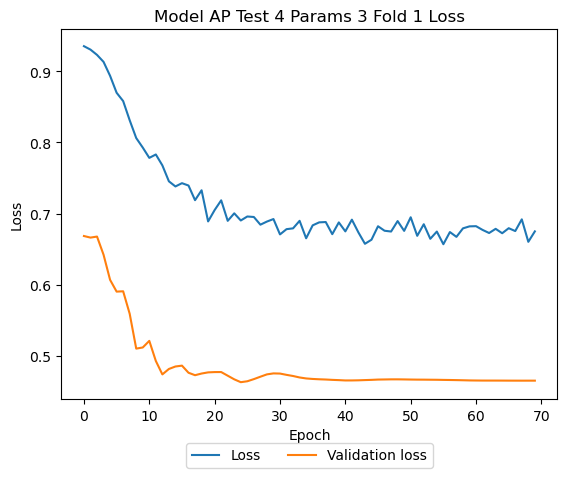 Model AP Test 4 Params 3 Fold 1 Loss
0.9
0.8
0.7
0.6
0.5
Loss
0 10 20 30 40 50 60 70
Epoch
Loss Validation loss